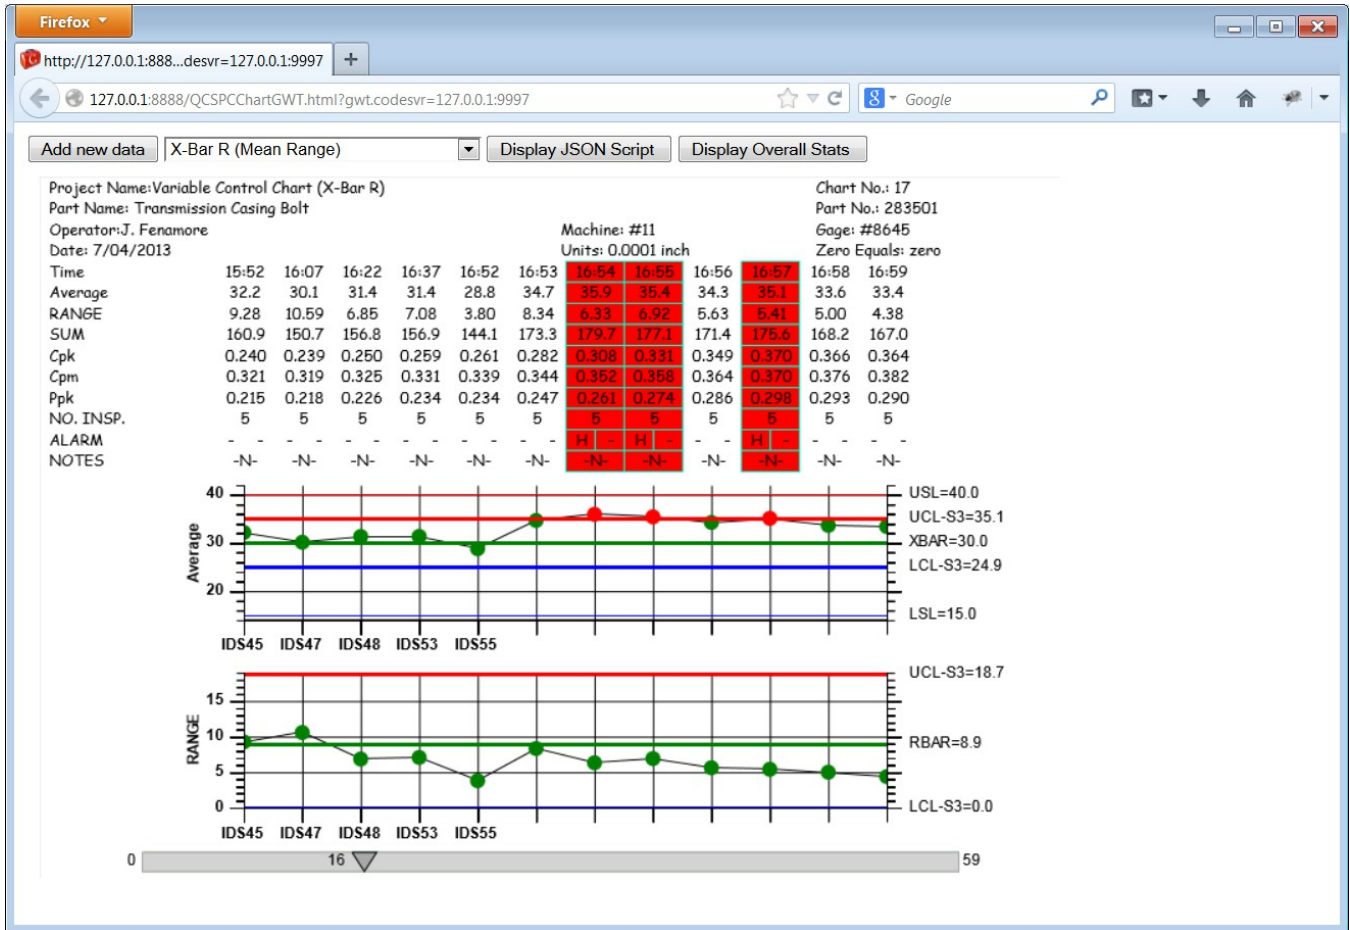 Firefox
http://127.0.0.1:888...desvr=127.0.0.1:9997 +
127.0.0.1:8888/QCSPCChartGWT.html?gwt.codesvr=127.0.0.1:9997 8 Google
Add new data X-Bar R (Mean Range) Display JSON Script Display Overall Stats
Project Name:Variable Control Chart (X-Bar R) Chart No.: 17
Part Name: Transmission Casing Bolt Part No.: 283501
Operator:J. Fenamore Machine: #11 Gage: #8645
Date: 7/04/2013 Units: 0.0001 inch Zero Equals: zero
Time 15:52 16:07 16:22 16:37 16:52 16:53 16:54 16:55 16:56 16:57 16:58 16:59
Average 32.2 30.1 31.4 31.4 28.8 34.7 35.9 35.4 34.3 35.1 33.6 33.4
RANGE 9.28 10.59 6.85 7.08 3.80 8.34 6.33 6.92 5.63 5.41 5.00 4.38
SUM 160.9 150.7 156.8 156.9 144.1 173.3 179.7 177.1 171.4 175.6 168.2 167.0
Cpk 0.240 0.239 0.250 0.259 0.261 0.282 0.308 0.331 0.349 0.370 0.366 0.364
Cpm 0.321 0.319 0.325 0.331 0.339 0.344 0.352 0.358 0.364 0.370 0.376 0.382
Ppk 0.215 0.218 0.226 0.234 0.234 0.247 0.261 0.274 0.286 0.298 0.293 0.290
NO. INSP. 5 5 5 5 5 5 5 5 5 5 5 5
ALARM - - - - - - - - - - - - H - H - - - H - - - - -
NOTES -N- -N- -N- -N- -N- -N- -N- -N- -N- -N- -N- -N-
40 USL=40.0
UCL-S3=35.1
30 XBAR=30.0
Average
LCL-S3=24.9
20
LSL=15.0
IDS45 IDS47 IDS48 IDS53 IDS55
UCL-S3=18.7
15
RANGE
10 RBAR=8.9
5
0 LCL-S3=0.0
IDS45 IDS47 IDS48 IDS53 IDS55
0 16 59